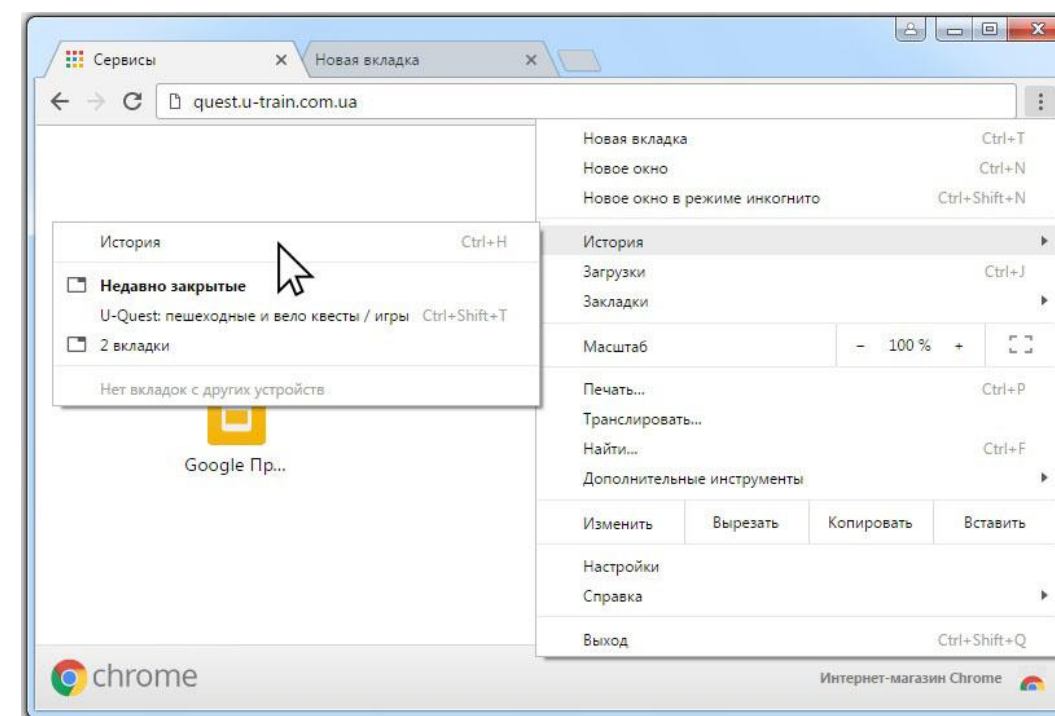 Сервисы
Новая вкладка
quest.u-train.com.ua
Новая вкладка Ctrl+T
Новое окно Ctrl+N
Новое окно в режиме инкогнито Ctrl+Shift+N
История
Загрузки Ctrl+J
Закладки
Масштаб - 100 % +
Печать... Ctrl+P
Транслировать...
Найти... Ctrl+F
Дополнительные инструменты
Изменить Вырезать Копировать Вставить
Настройки
Справка
Выход Ctrl+Shift+Q
История Ctrl+H
Недавно закрытые
U-Quest: пешеходные и вело квесты / игры Ctrl+Shift+T
2 вкладки
Нет вкладок с других устройств
Google Пр...
chrome
Интернет-магазин Chrome